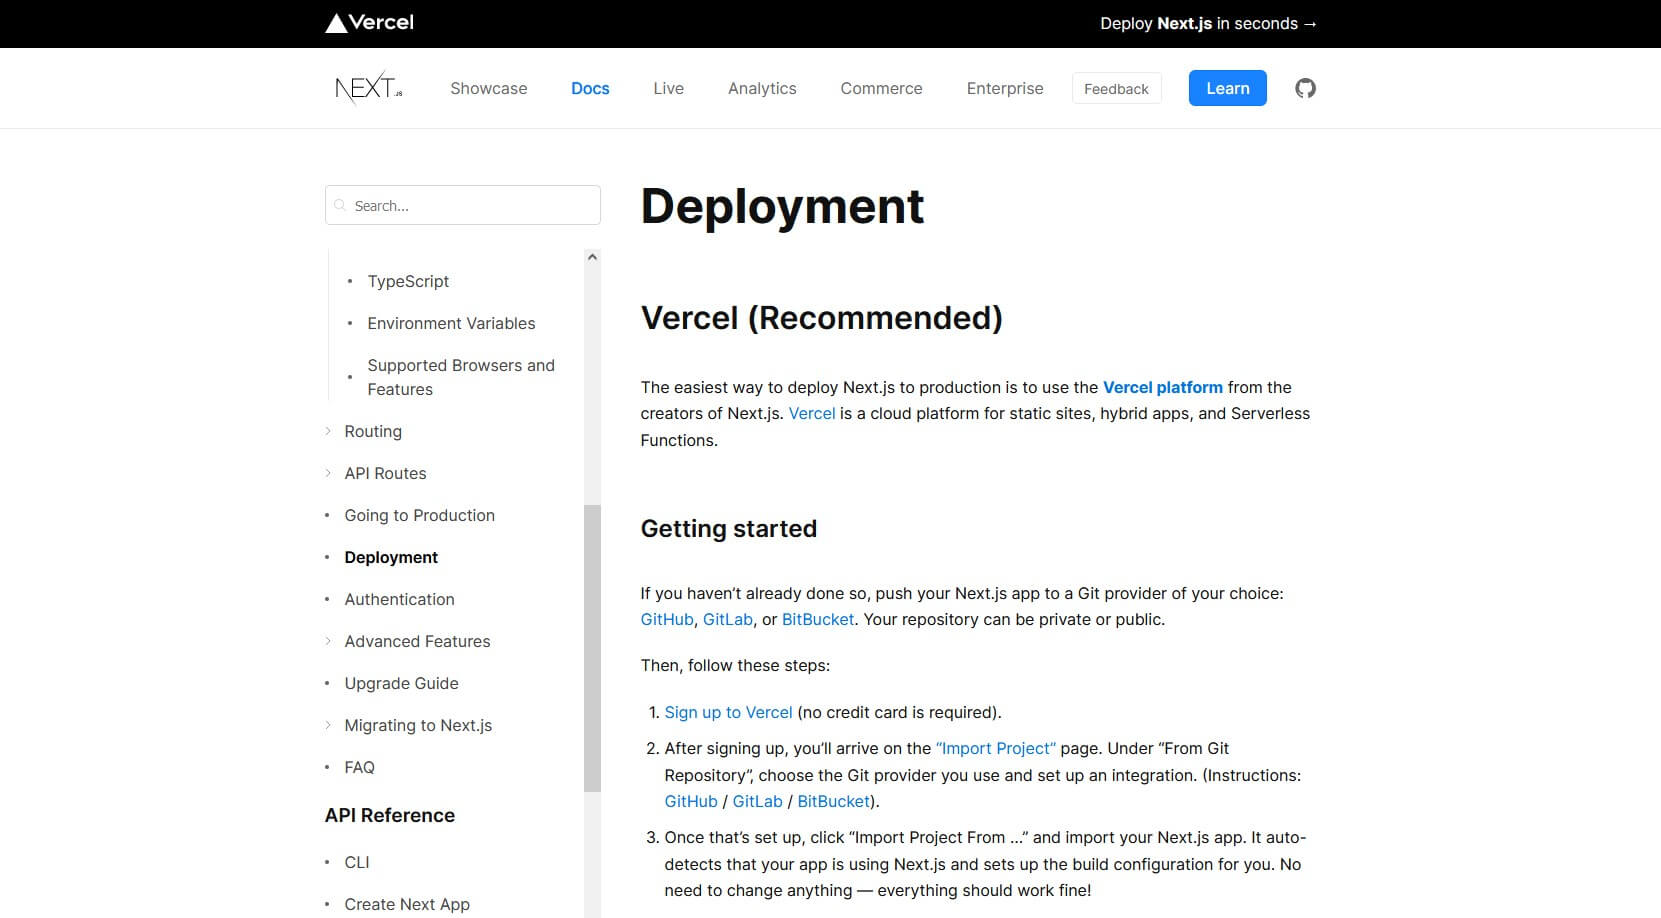 Vercel
Deploy Next.js in seconds →
NEXT.JS
Showcase
Docs
Live
Analytics
Commerce
Enterprise
Feedback
Learn
Search...
TypeScript
Environment Variables
Supported Browsers and
Features
Routing
API Routes
Going to Production
Deployment
Authentication
Advanced Features
Upgrade Guide
Migrating to Next.js
FAQ
API Reference
CLI
Create Next App
Deployment
Vercel (Recommended)
The easiest way to deploy Next.js to production is to use the Vercel platform from the
creators of Next.js. Vercel is a cloud platform for static sites, hybrid apps, and Serverless
Functions.
Getting started
If you haven’t already done so, push your Next.js app to a Git provider of your choice:
GitHub, GitLab, or BitBucket. Your repository can be private or public.
Then, follow these steps:
1. Sign up to Vercel (no credit card is required).
2. After signing up, you’ll arrive on the “Import Project” page. Under “From Git
Repository”, choose the Git provider you use and set up an integration. (Instructions:
GitHub / GitLab / BitBucket).
3. Once that’s set up, click “Import Project From …” and import your Next.js app. It auto-
detects that your app is using Next.js and sets up the build configuration for you. No
need to change anything — everything should work fine!